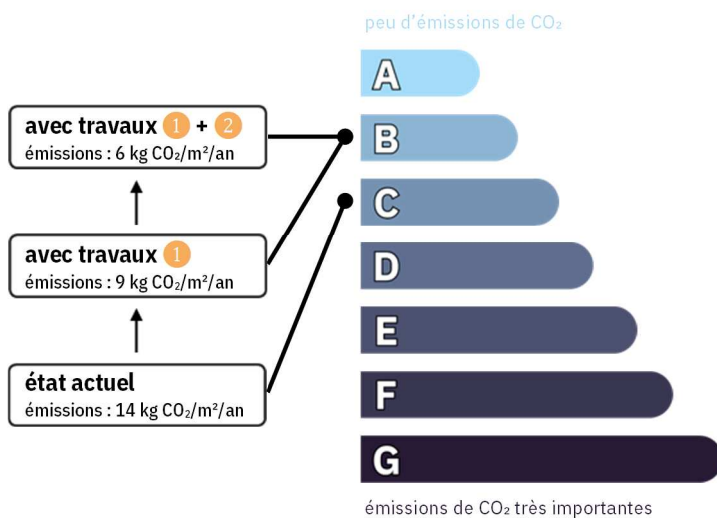 peu d'émissions de CO₂
A
avec travaux 1 + 2
émissions : 6 kg CO₂/m²/an
B
C
avec travaux 1
émissions : 9 kg CO₂/m²/an
D
E
état actuel
émissions : 14 kg CO₂/m²/an
F
G
émissions de CO₂ très importantes